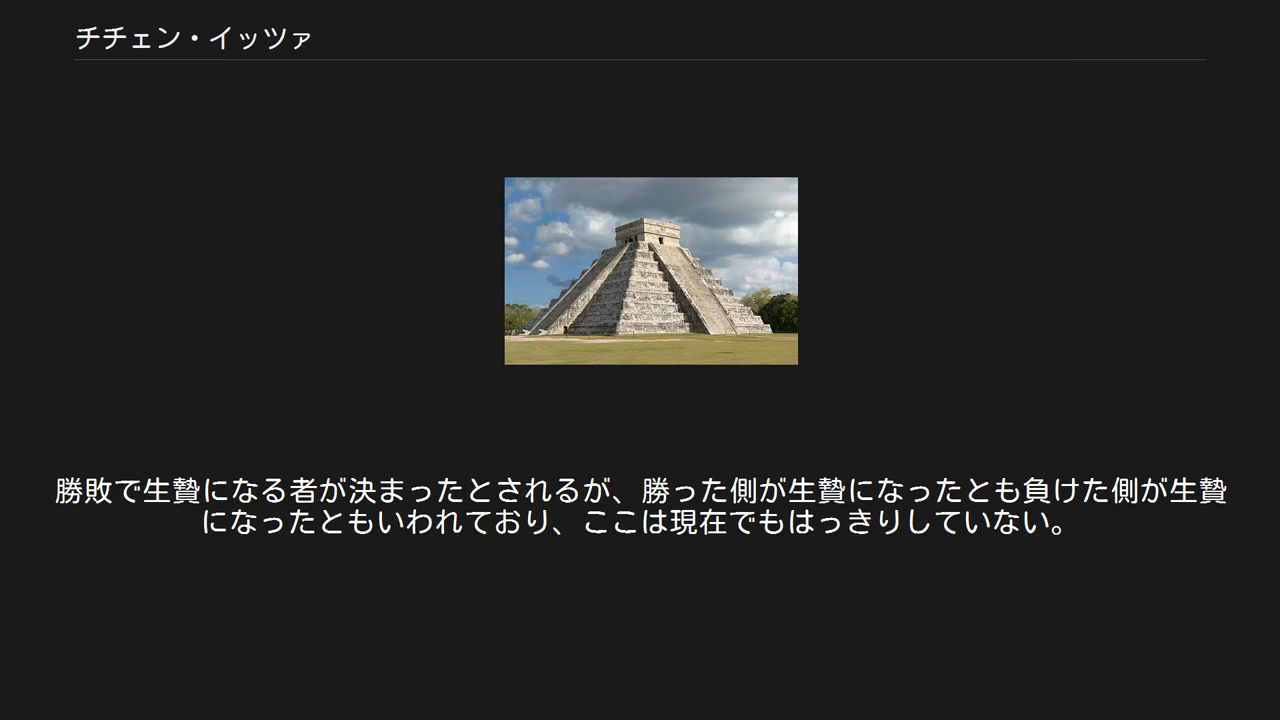 チチェン・イッツァ
勝敗で生贄になる者が決まったとされるが、勝った側が生贄になったとも負けた側が生贄
になったともいわれており、ここは現在でもはっきりしていない。